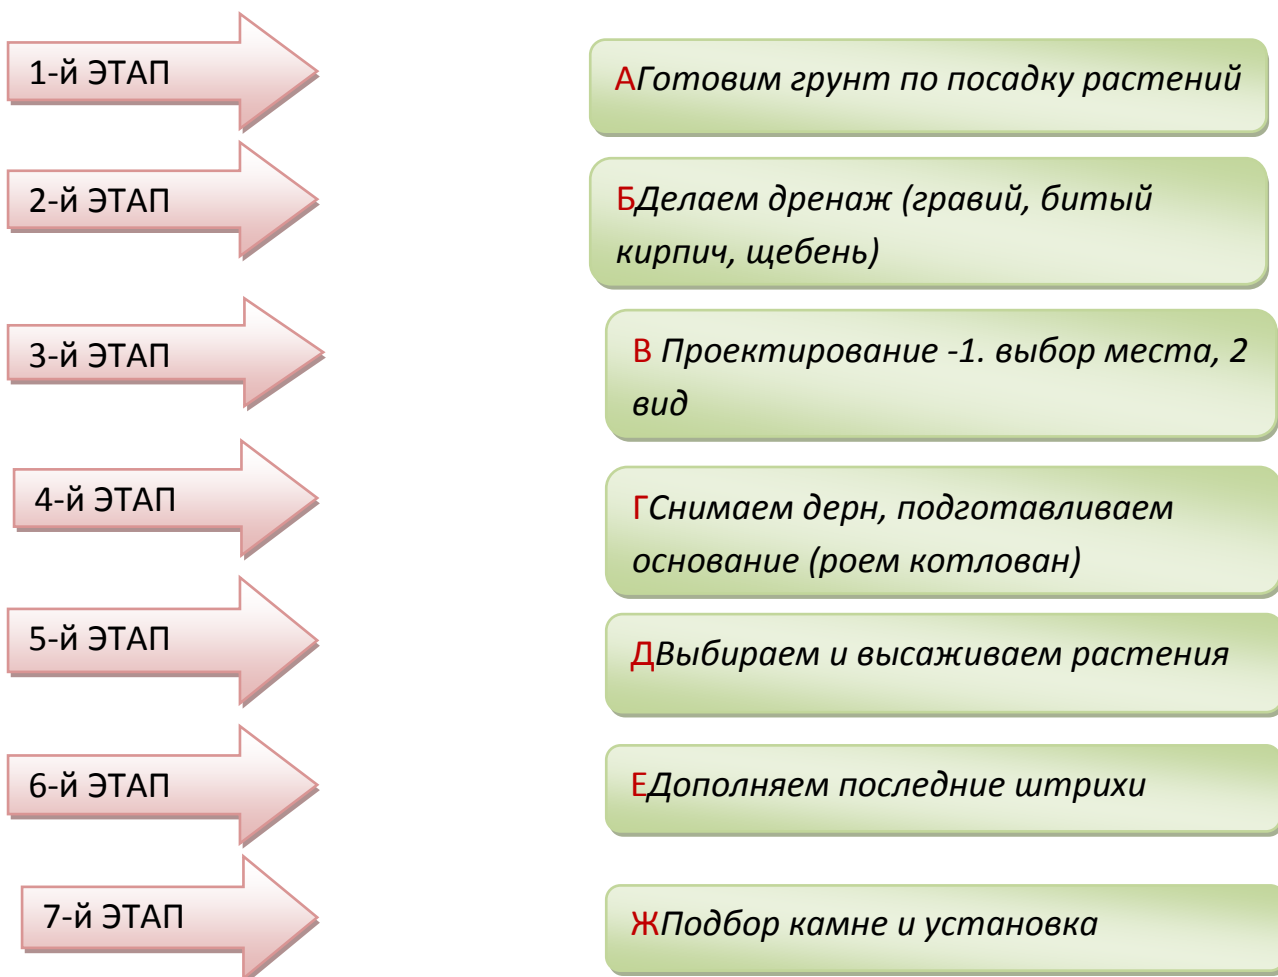 1-й ЭТАП
АГотовим грунт по посадку растений
2-й ЭТАП
БДелаем дренаж (гравий, битый
кирпич, щебень)
3-й ЭТАП
В Проектирование -1. выбор места, 2
вид
4-й ЭТАП
ГСнимаем дерн, подготавливаем
основание (роем котлован)
5-й ЭТАП
ДВыбираем и высаживаем растения
6-й ЭТАП
ЕДополняем последние штрихи
7-й ЭТАП
ЖПодбор камне и установка